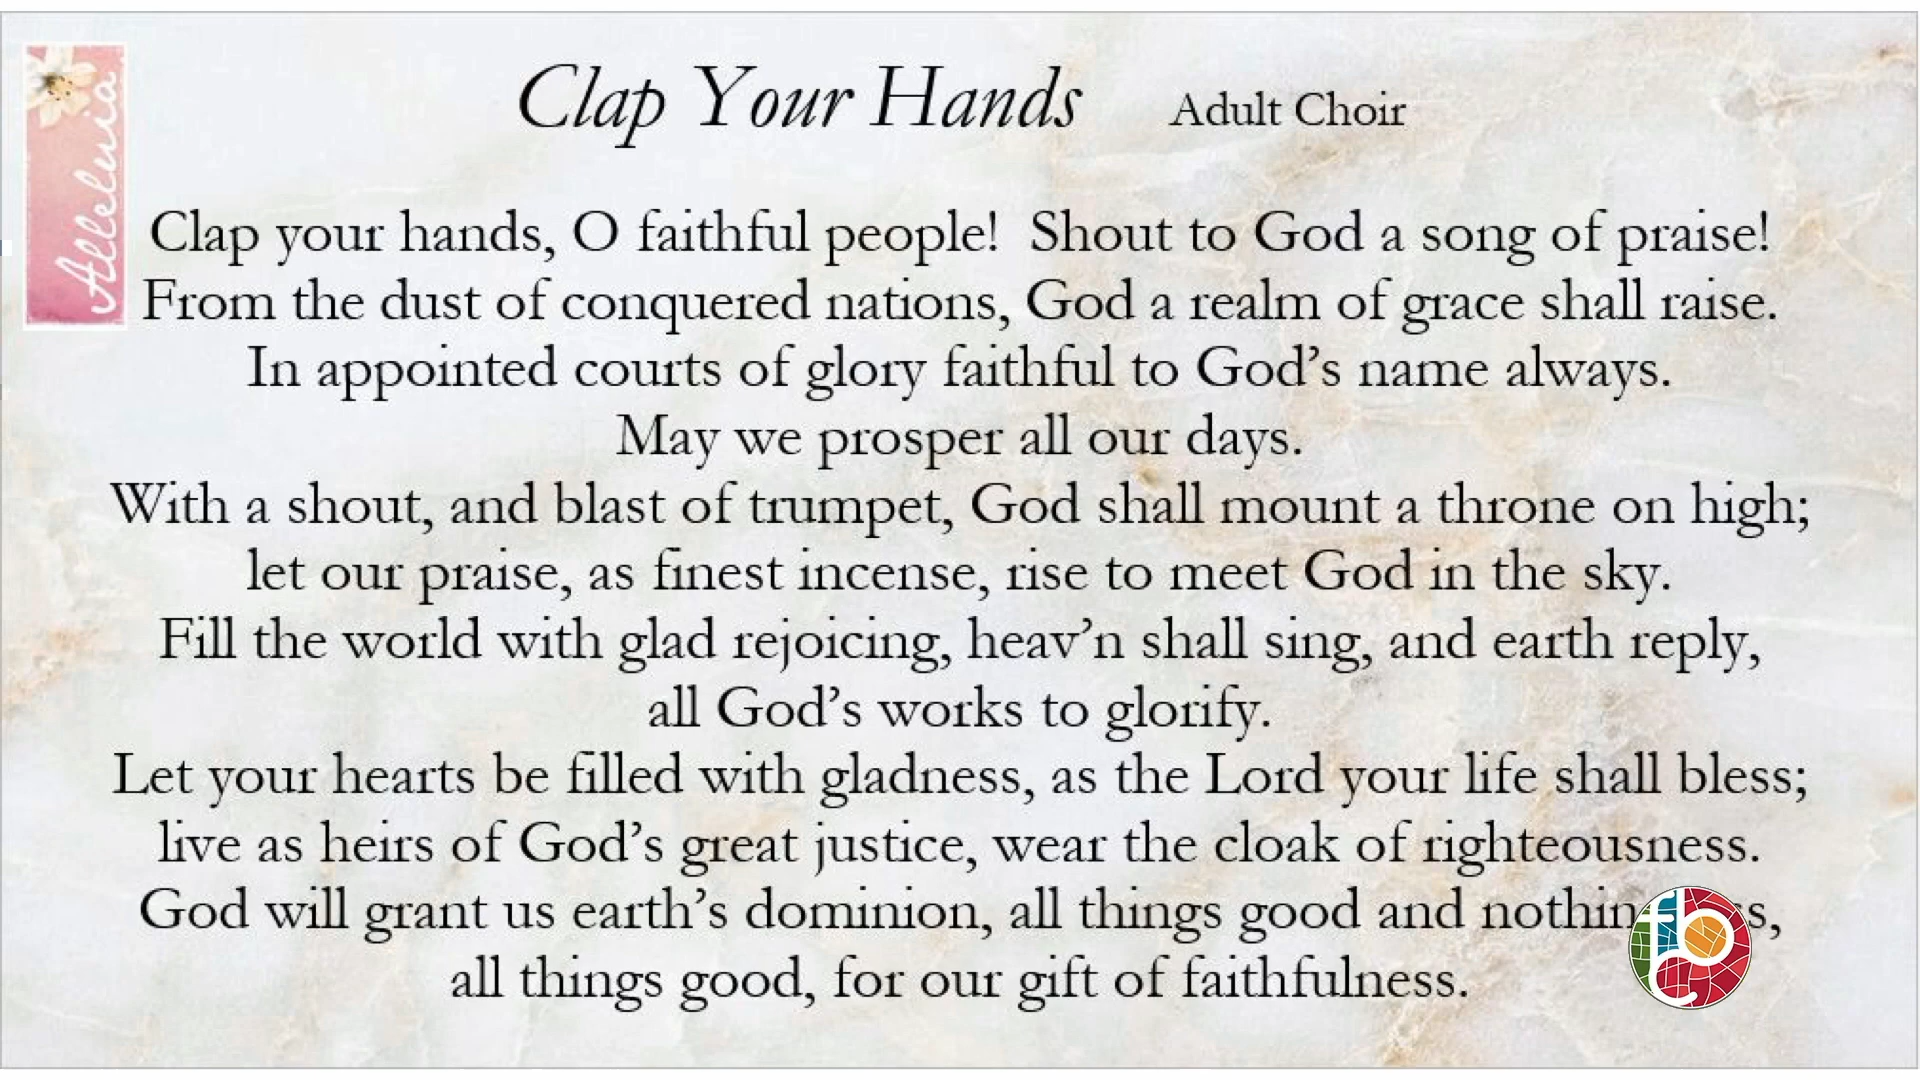 Alleluia
Clap Your Hands Adult Choir
Clap your hands, O faithful people! Shout to God a song of praise!
From the dust of conquered nations, God a realm of grace shall raise.
In appointed courts of glory faithful to God's name always.
May we prosper all our days.
With a shout, and blast of trumpet, God shall mount a throne on high;
let our praise, as finest incense, rise to meet God in the sky.
Fill the world with glad rejoicing, heav'n shall sing, and earth reply,
all God's works to glorify.
Let your hearts be filled with gladness, as the Lord your life shall bless;
live as heirs of God's great justice, wear the cloak of righteousness.
God will grant us earth's dominion, all things good and
all things good, for our gift of faithfulness.